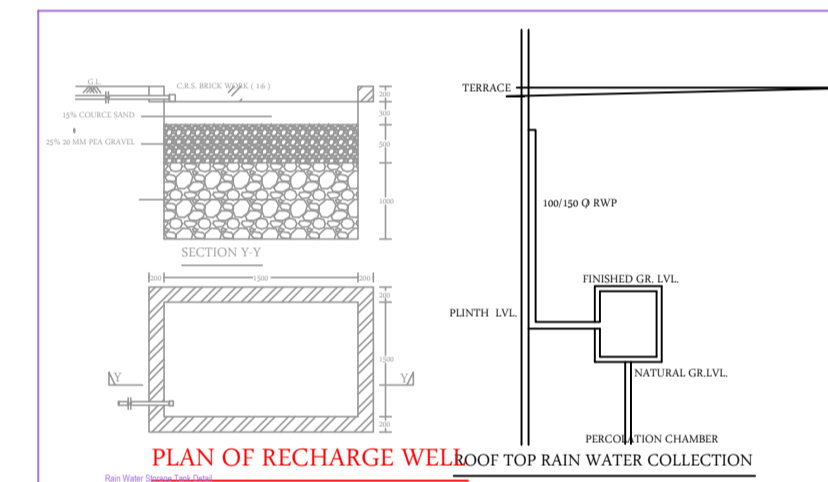 G.L.
C.R.S. BRICK WORK ( 1:6 )
200
15% COURCE SAND
300
25% 20 MM PEA GRAVEL
500
1000
SECTION Y-Y
200 1500 200
200
1500
Y Y
200
PLAN OF RECHARGE WELL
Rain Water Storage Tank Detail
TERRACE
100/150 Ø RWP
FINISHED GR. LVL.
PLINTH LVL.
NATURAL GR.LVL.
PERCOLATION CHAMBER
ROOF TOP RAIN WATER COLLECTION